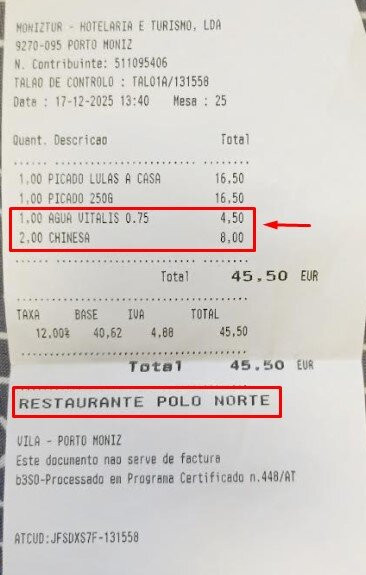 MONIZTUR - HOTELARIA E TURISMO, LDA
9270-095 PORTO MONIZ
N. Contribuinte: 511095406
TALAO DE CONTROLO : TAL01A/131558
Data : 17-12-2025 13:40 Mesa : 25
Quant. Descricao Total
1,00 PICADO LULAS A CASA 16,50
1,00 PICADO 250G 16,50
1,00 AGUA VITALIS 0.75 4,50
2,00 CHINESA 8,00
Total 45,50 EUR
TAXA BASE IVA TOTAL
12,00% 40,62 4,88 45,50
Total 45.50 EUR
RESTAURANTE POLO NORTE
VILA - PORTO MONIZ
Este documento nao serve de factura
b3SO-Processado em Programa Certificado n.448/AT
ATCUD:JFSDXS7F-131558